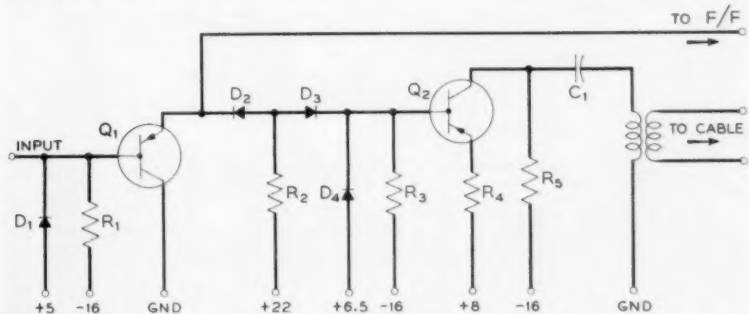 TO F/F
Q1
D2
D3
Q2
C1
INPUT
TO CABLE
D1
R1
R2
D4
R3
R4
R5
+5
-16
GND
+22
+6.5
-16
+8
-16
GND